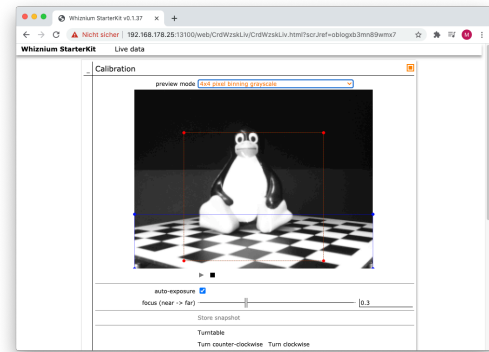 Whiznium StarterKit v0.1.37
Nicht sicher | 192.168.178.25:13100/web/CrdWzskLiv/CrdWzskLiv.html?scrJref=oblogxb3mn89wmx7
M
Whiznium StarterKit Live data
Calibration
preview mode 4x4 pixel binning grayscale
auto-exposure
focus (near -> far) 0.3
Store snapshot
Turntable
Turn counter-clockwise Turn clockwise